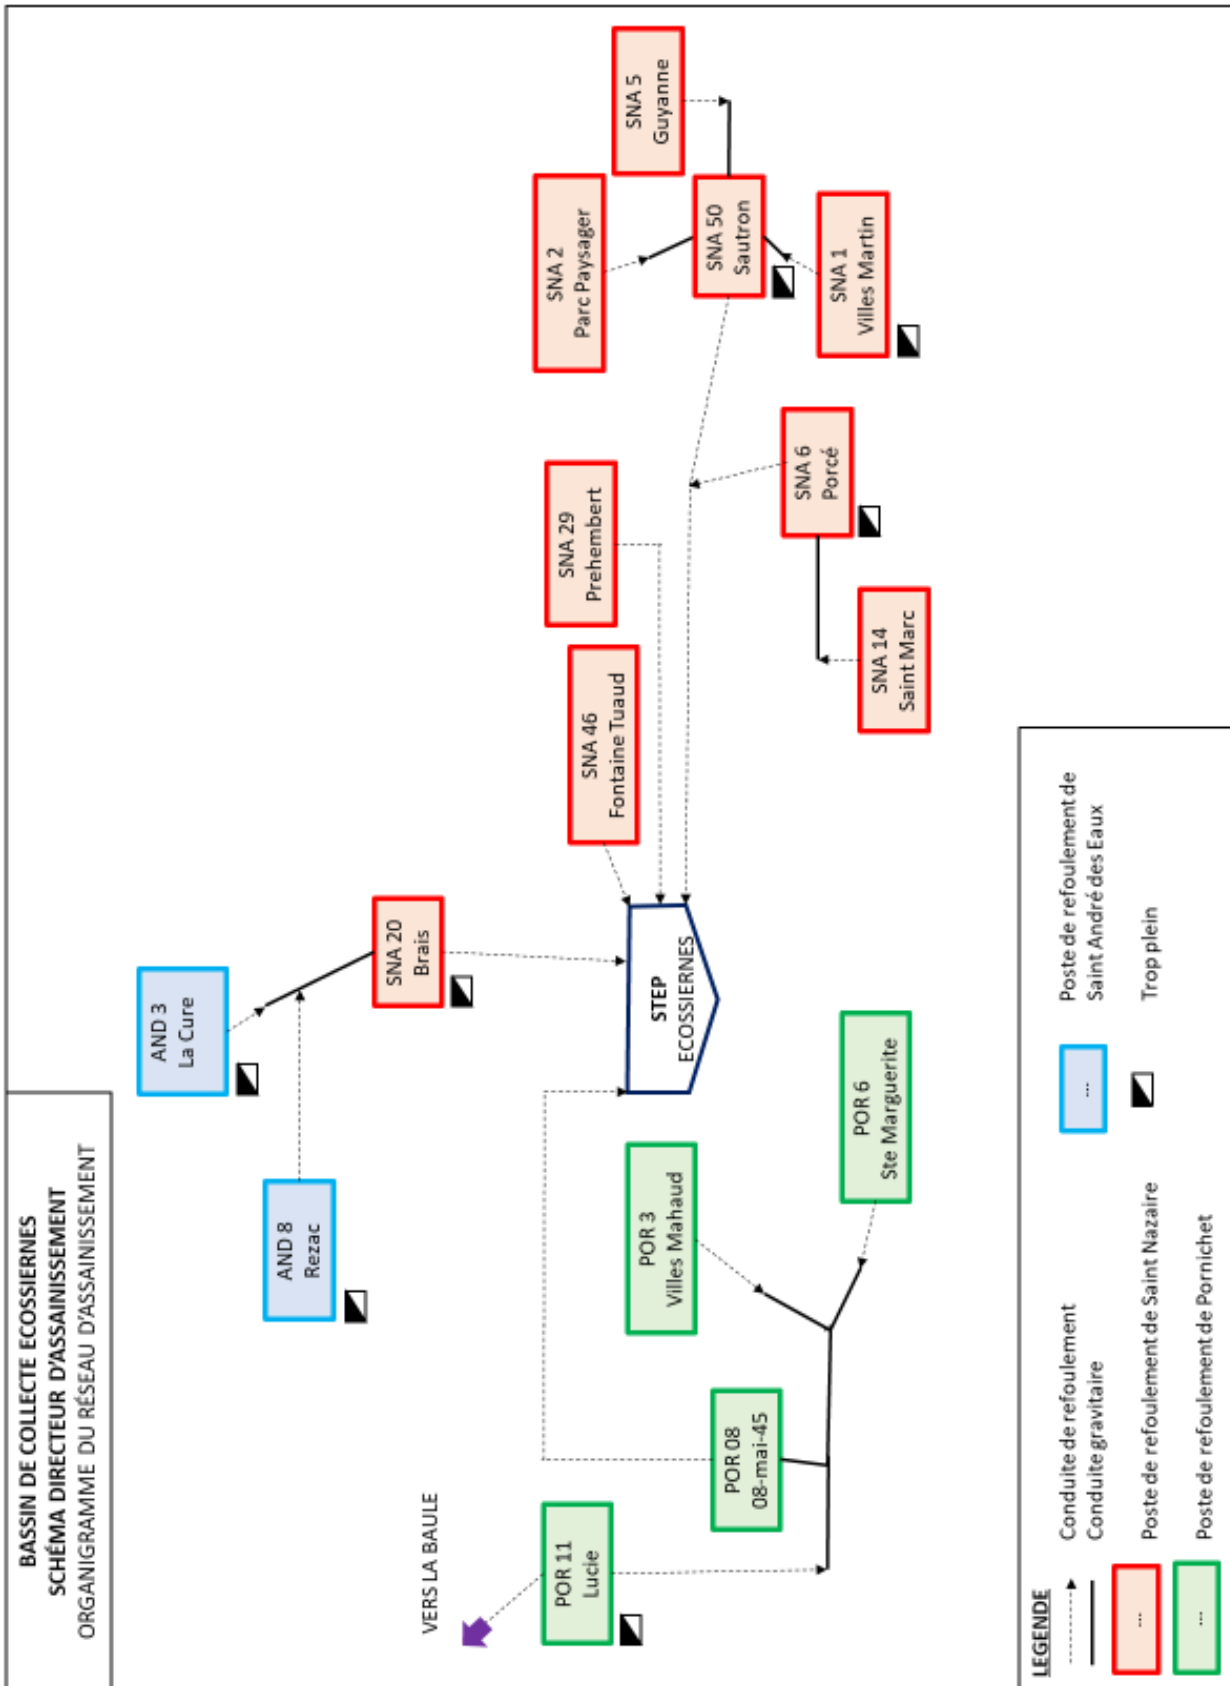 BASSIN DE COLLECTE ECOSSIERNES
SCHÉMA DIRECTEUR D'ASSAINISSEMENT
ORGANIGRAMME DU RÉSEAU D'ASSAINISSEMENT
AND 3
La Cure
AND 8
Rezac
SNA 20
Brais
VERS LA BAULE
POR 11
Lucie
POR 08
08-mai-45
POR 3
Villes Mahaud
POR 6
Ste Marguerite
STEP
ECOSSIERNES
SNA 46
Fontaine Tuaud
SNA 29
Prehembert
SNA 2
Parc Paysager
SNA 5
Guyanne
SNA 50
Sautron
SNA 1
Villes Martin
SNA 6
Porcé
SNA 14
Saint Marc
LEGENDE
Conduite de refoulement
Conduite gravitaire
...
Poste de refoulement de Saint Nazaire
...
Poste de refoulement de Pornichet
...
Poste de refoulement de
Saint André des Eaux
Trop plein